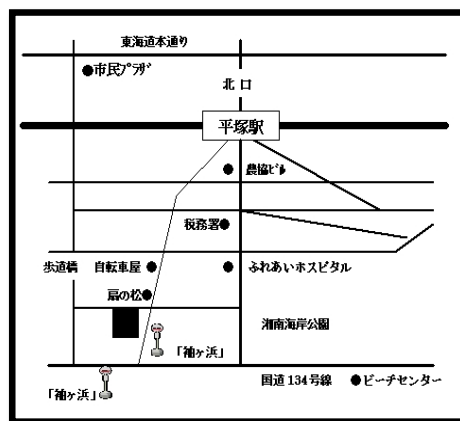 東海道本通り
●市民プラザ
北口
平塚駅
●農協ビル
税務署●
歩道橋
自転車屋●
●ふれあいホスピタル
扇の松●
湘南海岸公園
「袖ヶ浜」
国道134号線
●ビーチセンター
「袖ヶ浜」